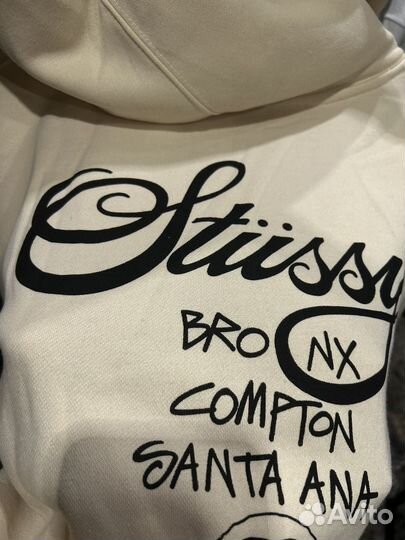 Stüssy
BRONX
COMPTON
SANTA ANA
Avito